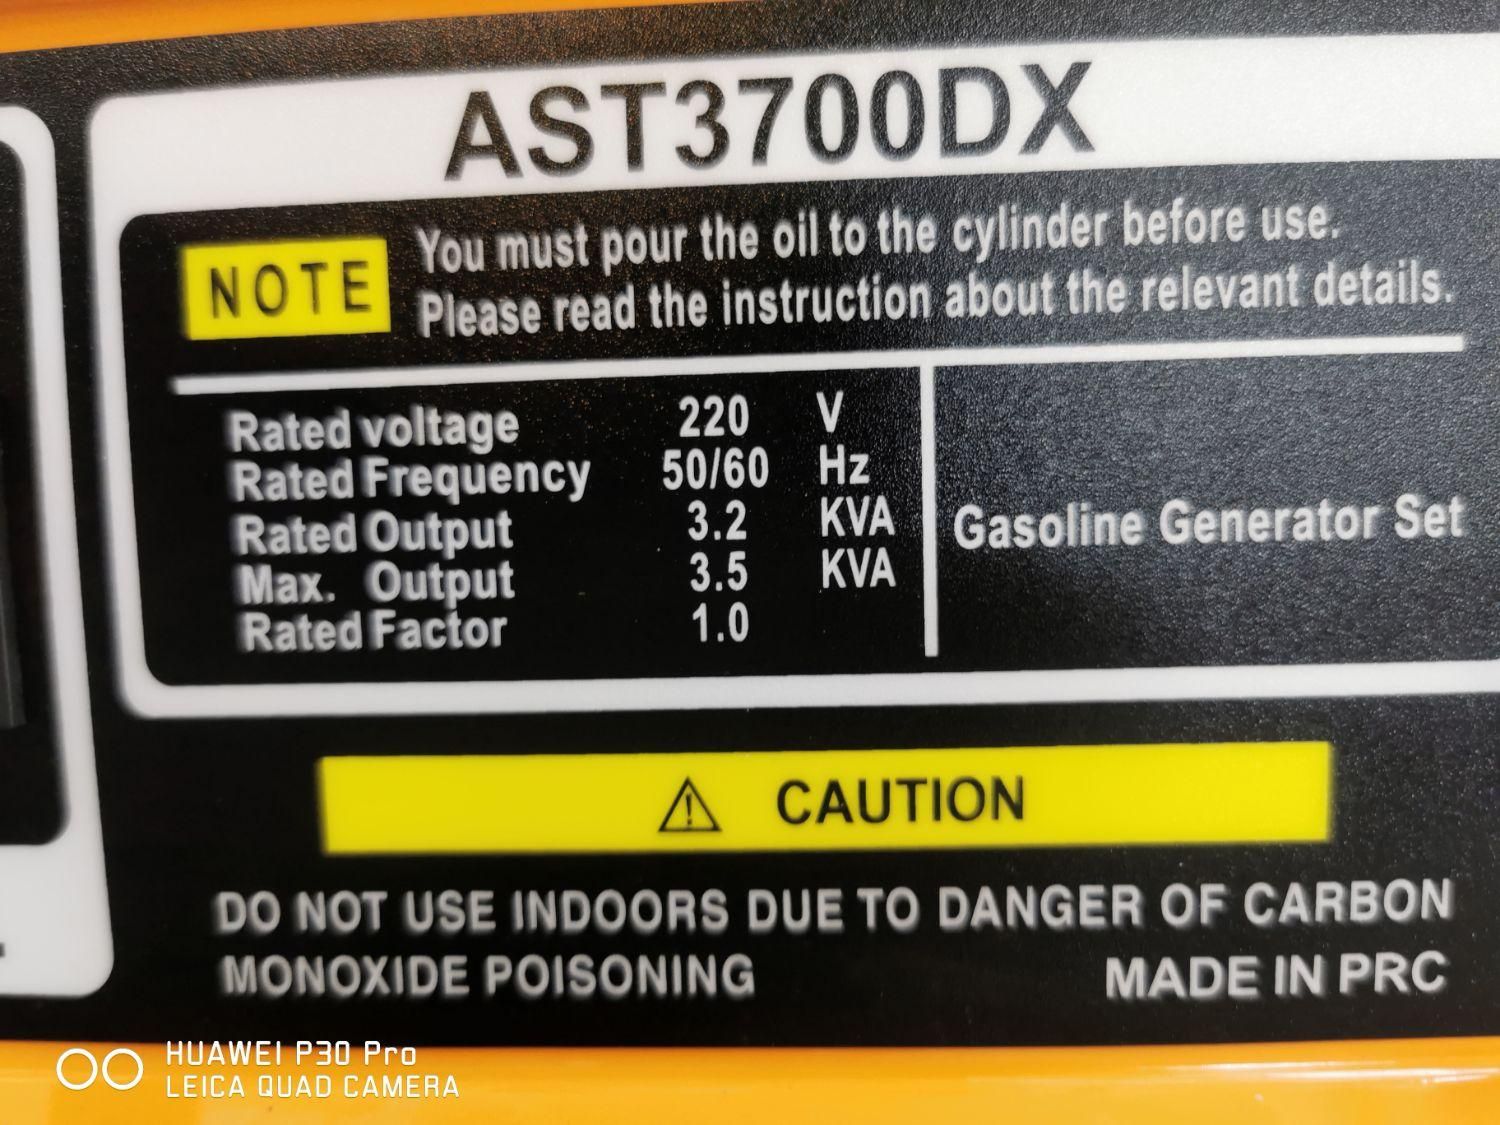 AST3700DX
NOTE
You must pour the oil to the cylinder before use.
Please read the instruction about the relevant details.
Rated voltage 220 V
Rated Frequency 50/60 Hz
Rated Output 3.2 KVA
Max. Output 3.5 KVA
Rated Factor 1.0
Gasoline Generator Set
CAUTION
DO NOT USE INDOORS DUE TO DANGER OF CARBON
MONOXIDE POISONING
MADE IN PRC
HUAWEI P30 Pro
LEICA QUAD CAMERA